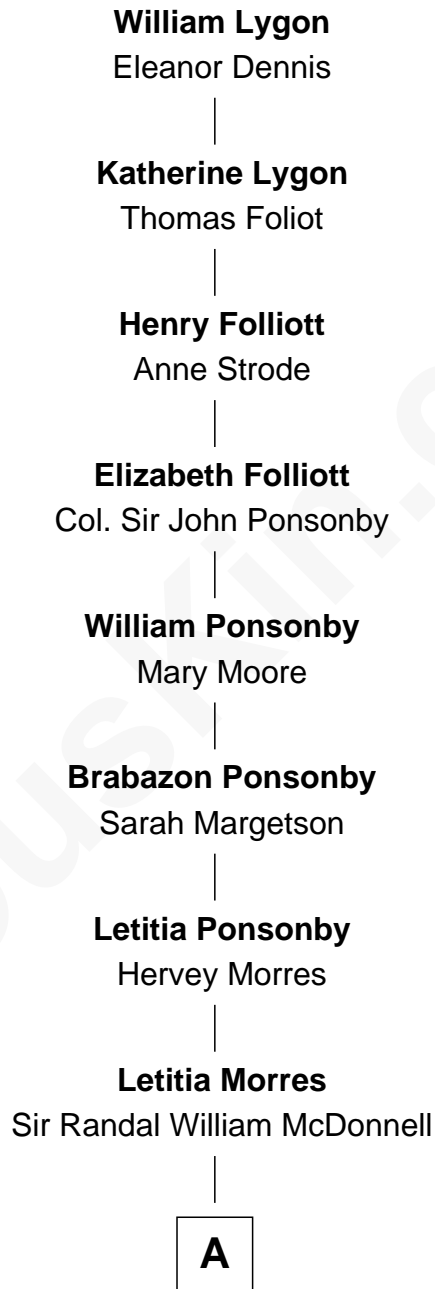 William Lygon
Eleanor Dennis
Katherine Lygon
Thomas Foliot
Henry Folliott
Anne Strode
Elizabeth Folliott
Col. Sir John Ponsonby
William Ponsonby
Mary Moore
Brabazon Ponsonby
Sarah Margetson
Letitia Ponsonby
Hervey Morres
Letitia Morres
Sir Randal William McDonnell
A